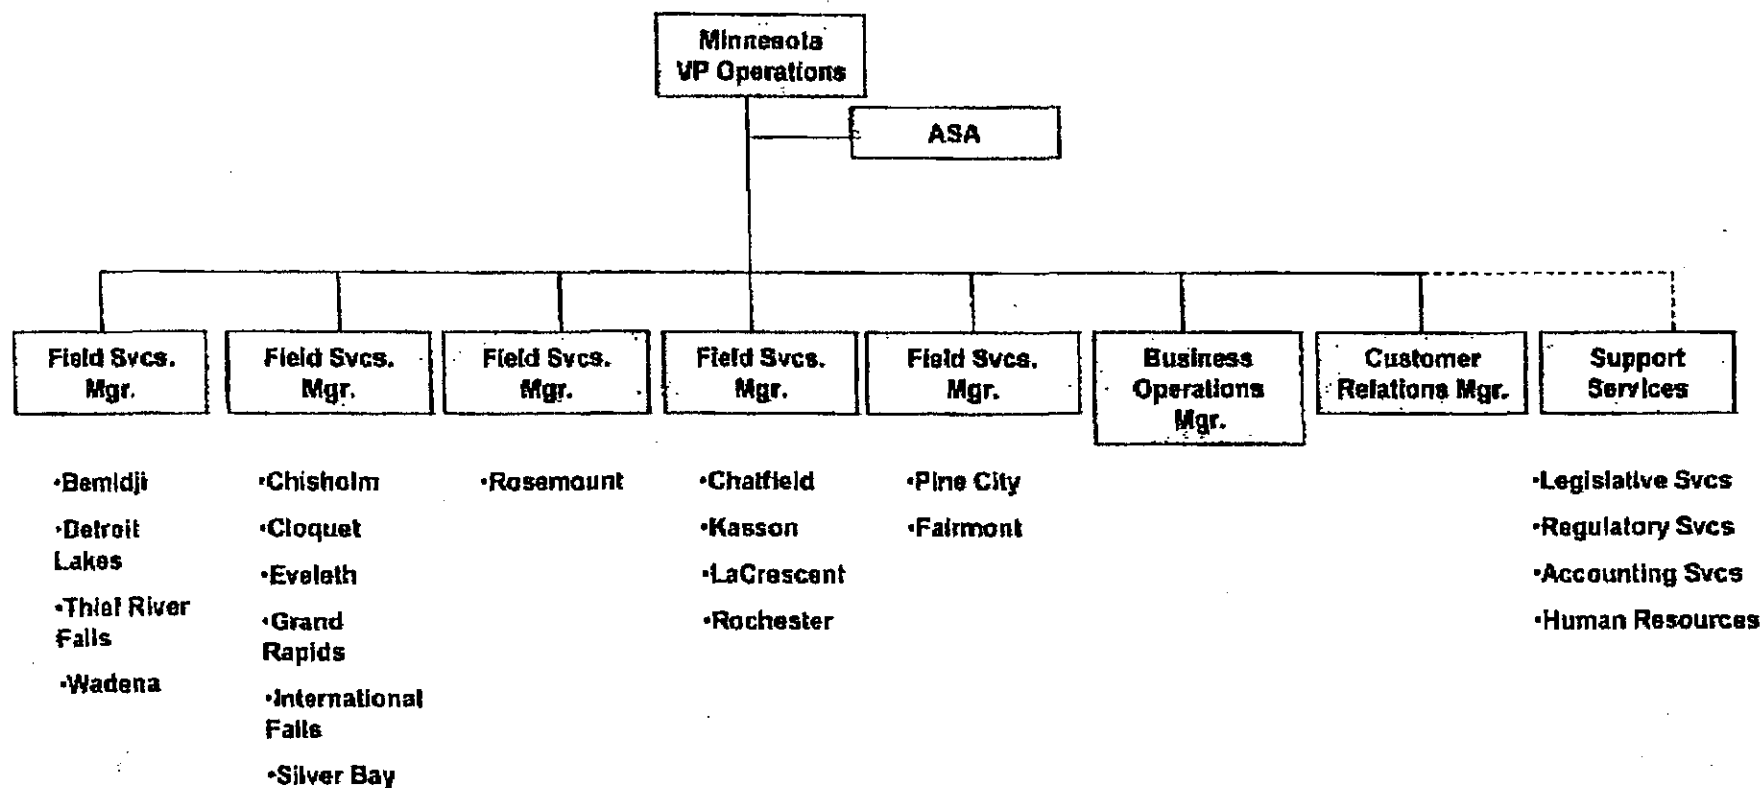 Minnesota
VP Operations
ASA
Field Svcs.
Mgr.
Field Svcs.
Mgr.
Field Svcs.
Mgr.
Field Svcs.
Mgr.
Field Svcs.
Mgr.
Business
Operations
Mgr.
Customer
Relations Mgr.
Support
Services
•Bemidji
•Detroit
Lakes
•Thief River
Falls
•Wadena
•Chisholm
•Cloquet
•Eveleth
•Grand
Rapids
•International
Falls
•Silver Bay
•Rosemount
•Chatfield
•Kasson
•LaCrescent
•Rochester
•Pine City
•Fairmont
•Legislative Svcs
•Regulatory Svcs
•Accounting Svcs
•Human Resources